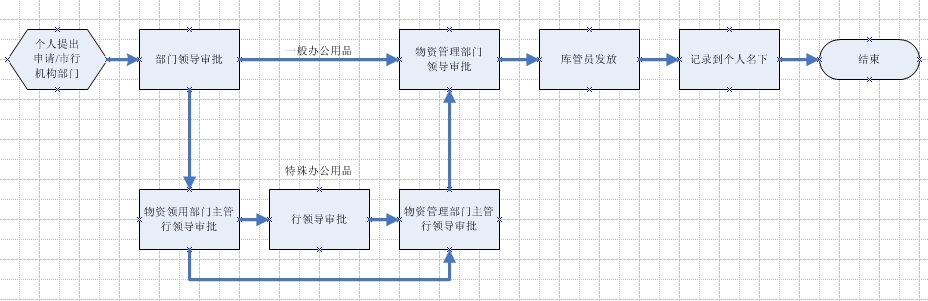 个人提出
申请/市行
机构部门
部门领导审批
一般办公用品
物资管理部门
领导审批
库管员发放
记录到个人名下
结束
特殊办公用品
物资领用部门主管
行领导审批
行领导审批
物资管理部门主管
行领导审批